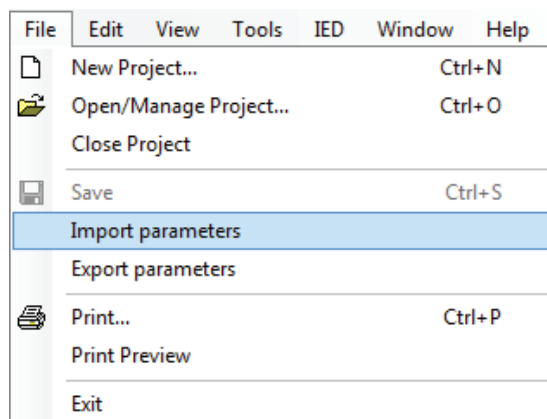 File Edit View Tools IED Window Help
New Project... Ctrl+N
Open/Manage Project... Ctrl+O
Close Project
Save Ctrl+S
Import parameters
Export parameters
Print... Ctrl+P
Print Preview
Exit